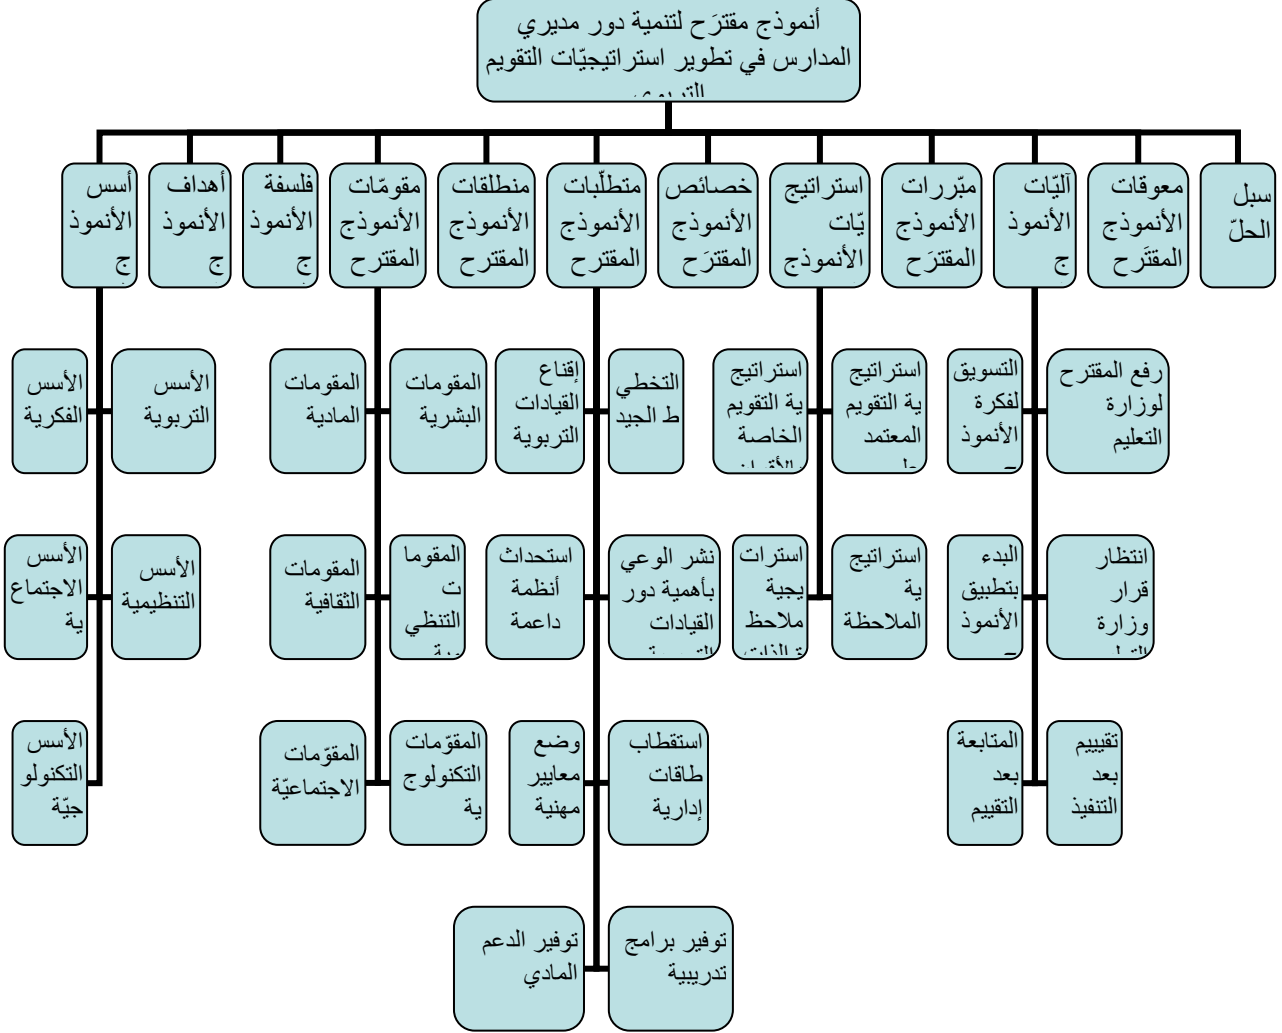 أنموذج مقترَح لتنمية دور مديري
المدارس في تطوير استراتيجيّات التقويم
سبل
الحلّ
معوقات
الأنموذج
المقتَرح
آليّات
الأنموذ
ج
مبّررات
الأنموذج
المقترَح
استراتيج
يّات
الأنموذج
خصائص
الأنموذج
المقترَح
متطلّبات
الأنموذج
المقترح
منطلقات
الأنموذج
المقترح
مقومّات
الأنموذج
المقترح
فلسفة
الأنموذ
ج
أهداف
الأنموذ
ج
أسس
الأنموذ
ج
رفع المقترح
لوزارة
التعليم
التسويق
لفكرة
الأنموذ
استراتيج
ية التقويم
المعتمد
استراتيج
ية التقويم
الخاصة
التخطي
ط الجيد
إقناع
القيادات
التربوية
المقومات
البشرية
المقومات
المادية
الأسس
التربوية
الأسس
الفكرية
انتظار
قرار
وزارة
البدء
بتطبيق
الأنموذ
استراتيج
ية
الملاحظة
استرات
يجية
ملاحظ
ة الذات
نشر الوعي
بأهمية دور
القيادات
استحداث
أنظمة
داعمة
المقوما
ت
التنظي
المقومات
الثقافية
الأسس
التنظيمية
الأسس
الاجتماع
ية
تقيييم
بعد
التنفيذ
المتابعة
بعد
التقييم
استقطاب
طاقات
إدارية
وضع
معايير
مهنية
المقوّمات
التكنولوج
ية
المقوّمات
الاجتماعيّة
الأسس
التكنولو
جيّة
توفير برامج
تدريبية
توفير الدعم
المادي